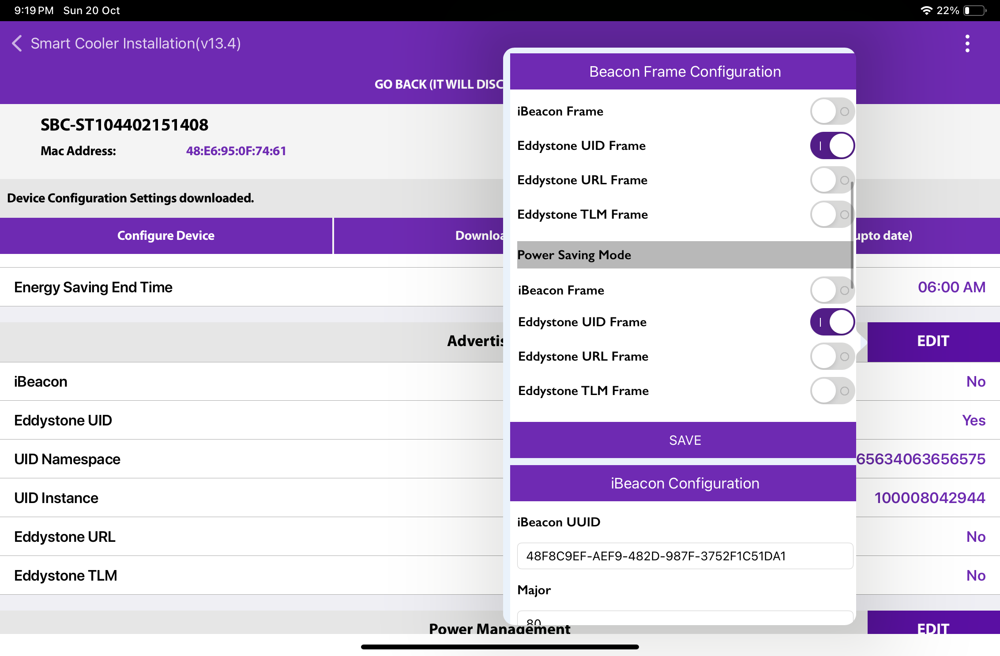 9:19 PM Sun 20 Oct
22%
Smart Cooler Installation(v13.4)
GO BACK (IT WILL DISC
SBC-ST104402151408
Mac Address: 48:E6:95:0F:74:61
Device Configuration Settings downloaded.
Configure Device
upto date)
Energy Saving End Time 06:00 AM
EDIT
iBeacon No
Eddystone UID Yes
UID Namespace 65634063656575
UID Instance 100008042944
Eddystone URL No
Eddystone TLM No
Power Management EDIT
Beacon Frame Configuration
iBeacon Frame
Eddystone UID Frame
Eddystone URL Frame
Eddystone TLM Frame
Power Saving Mode
iBeacon Frame
Eddystone UID Frame
Eddystone URL Frame
Eddystone TLM Frame
SAVE
iBeacon Configuration
iBeacon UUID
48F8C9EF-AEF9-482D-987F-3752F1C51DA1
Major
80